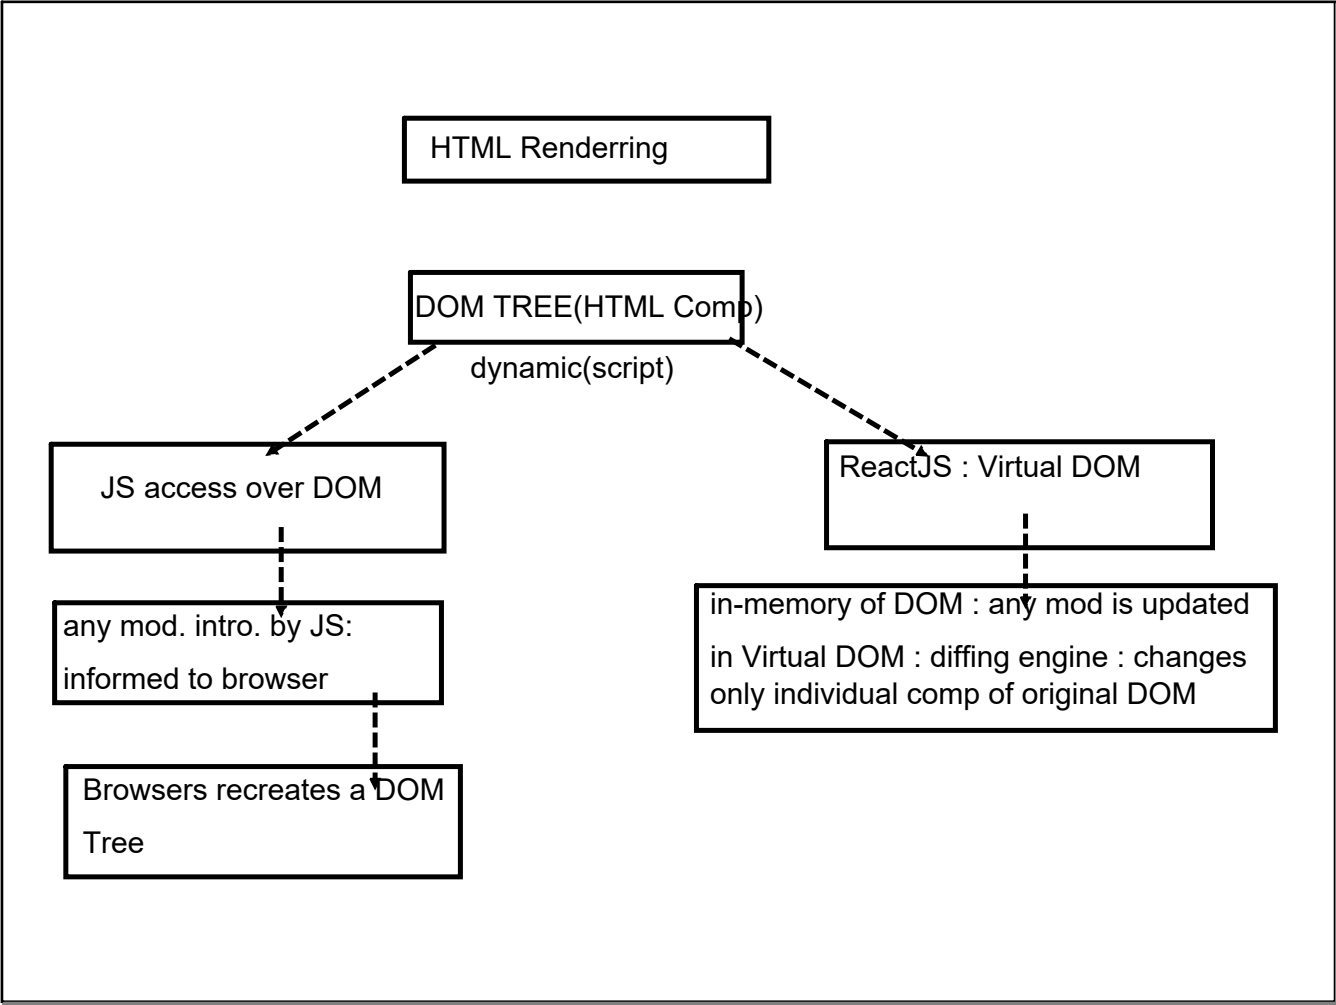 HTML Renderring
DOM TREE(HTML Comp)
dynamic(script)
JS access over DOM
any mod. intro. by JS:
informed to browser
Browsers recreates a DOM
Tree
ReactJS : Virtual DOM
in-memory of DOM : any mod is updated
in Virtual DOM : diffing engine : changes
only individual comp of original DOM